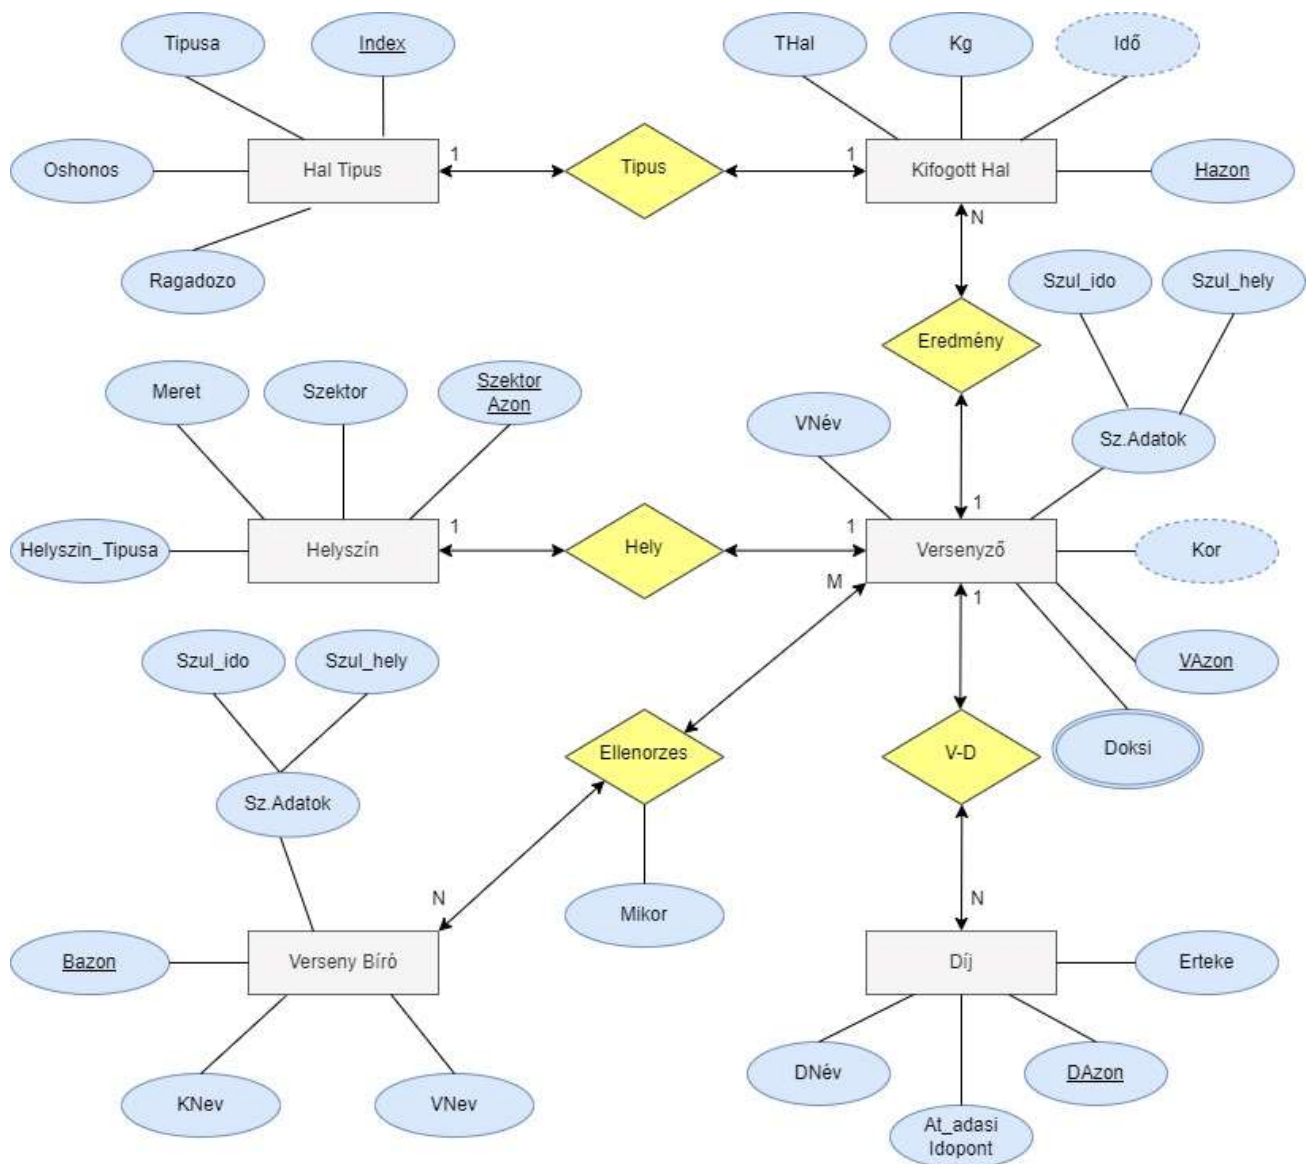 Tipusa
Index
THal
Kg
Idő
Oshonos
Hal Tipus
1
Tipus
1
Kifogott Hal
Hazon
Ragadozo
N
Szul_ido
Szul_hely
Eredmény
Meret
Szektor
Szektor
Azon
VNév
Sz.Adatok
1
Helyszin_Tipusa
Helyszín
1
Hely
1
Versenyző
Kor
M
1
Szul_ido
Szul_hely
VAzon
Ellenorzes
V-D
Doksi
Sz.Adatok
N
Mikor
N
Bazon
Verseny Bíró
Díj
Erteke
KNev
VNev
DNév
At_adasi
Idopont
DAzon